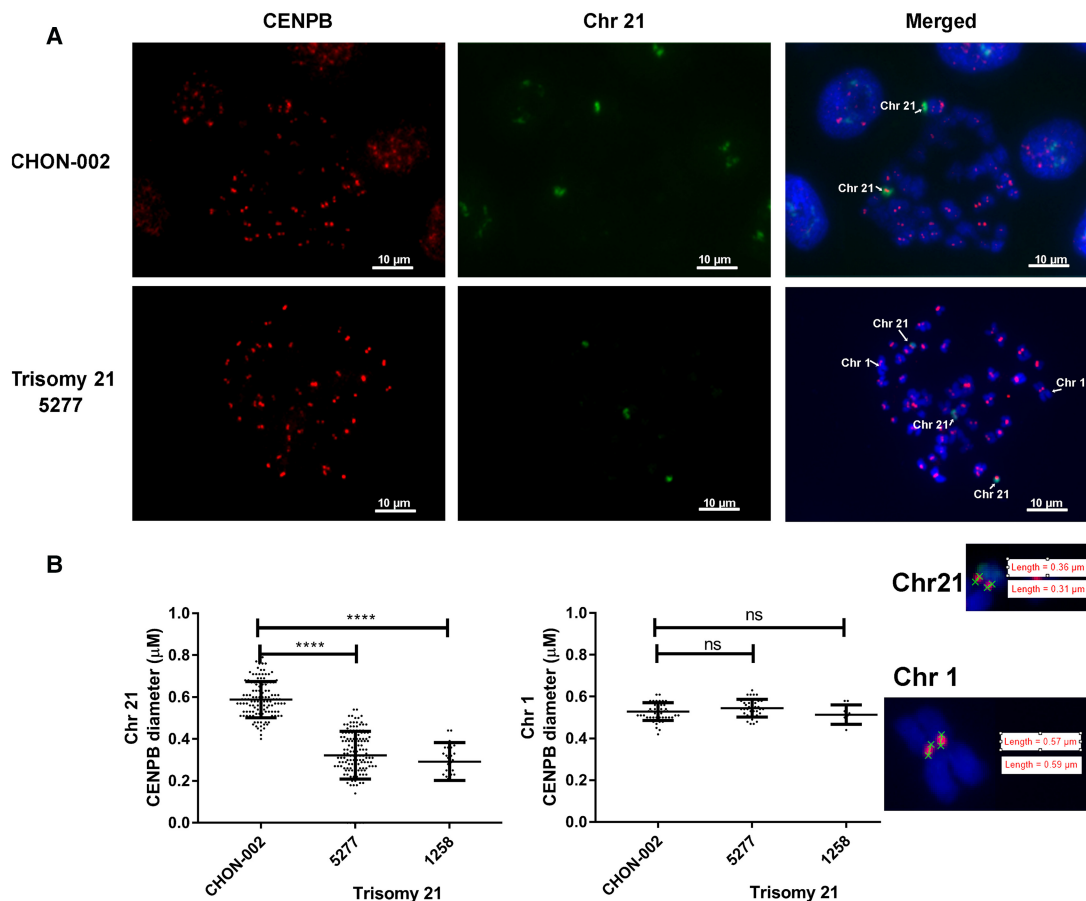 A
CENPB
Chr 21
Merged
CHON-002
10 µm
10 µm
Chr 21
Chr 21
10 µm
Trisomy 21
5277
10 µm
10 µm
Chr 21
Chr 1
Chr 1
Chr 21
Chr 21
10 µm
B
Chr 21
CENPB diameter (µM)
1.0
0.8
0.6
0.4
0.2
0.0
****
****
CHON-002
5277
1258
Trisomy 21
Chr 1
CENPB diameter (µM)
1.0
0.8
0.6
0.4
0.2
0.0
ns
ns
CHON-002
5277
1258
Trisomy 21
Chr21
Length = 0.36 µm
Length = 0.31 µm
Chr 1
Length = 0.57 µm
Length = 0.59 µm